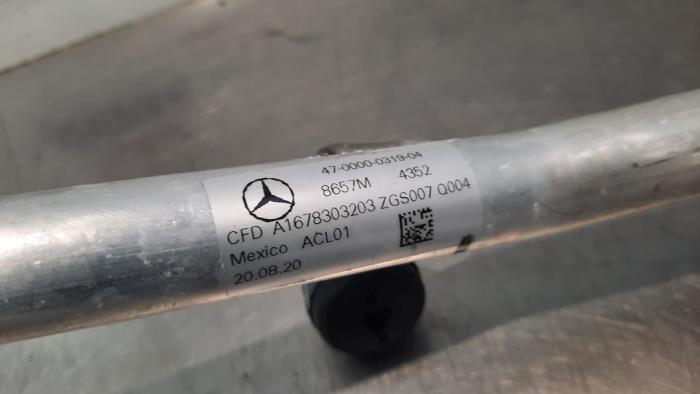 47-0000-0319-04
8657M 4352
CFD A1678303203 ZGS007 Q004
Mexico ACL01
20.08.20